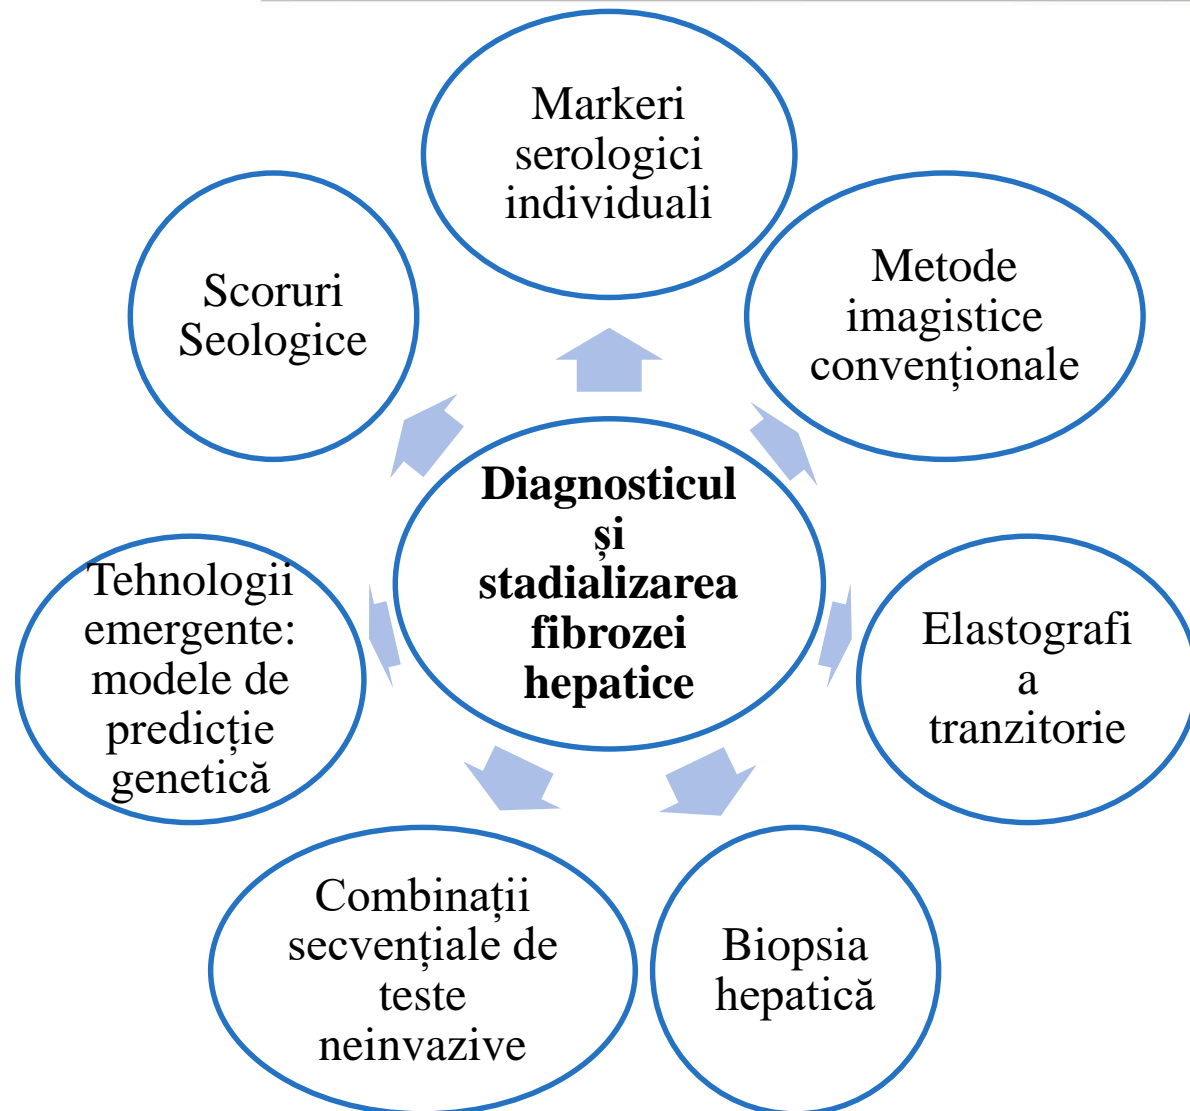 Markeri
serologici
individuali
Metode
imagistice
convenționale
Elastografi
a
tranzitorie
Biopsia
hepatică
Combinații
secvențiale de
teste
neinvazive
Tehnologii
emergente:
modele de
predicție
genetică
Scoruri
Seologice
Diagnosticul
și
stadializarea
fibrozei
hepatice